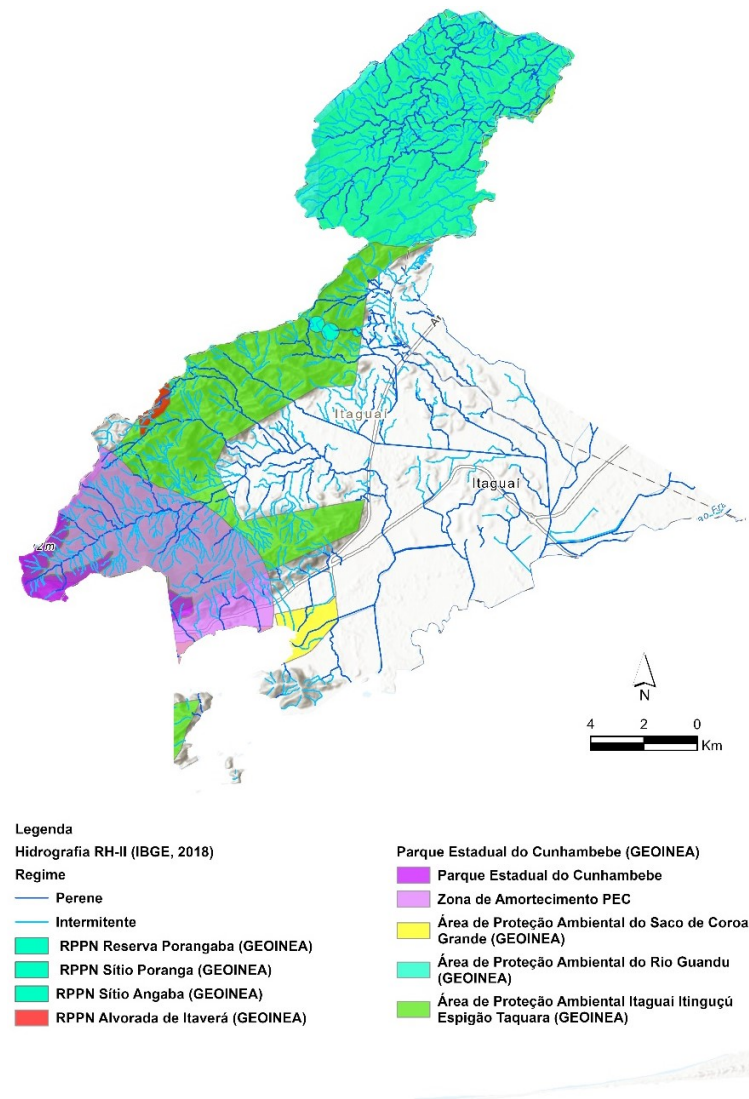 Itaguaí
Itaguaí
N
4 2 0
Km
Legenda
Hidrografia RH-II (IBGE, 2018)
Regime
Perene
Intermitente
RPPN Reserva Porangaba (GEOINEA)
RPPN Sítio Poranga (GEOINEA)
RPPN Sítio Angaba (GEOINEA)
RPPN Alvorada de Itaverá (GEOINEA)
Parque Estadual do Cunhambebe (GEOINEA)
Parque Estadual do Cunhambebe
Zona de Amortecimento PEC
Área de Proteção Ambiental do Saco de Coroa
Grande (GEOINEA)
Área de Proteção Ambiental do Rio Guandu
(GEOINEA)
Área de Proteção Ambiental Itaguaí Itinguçú
Espigão Taquara (GEOINEA)